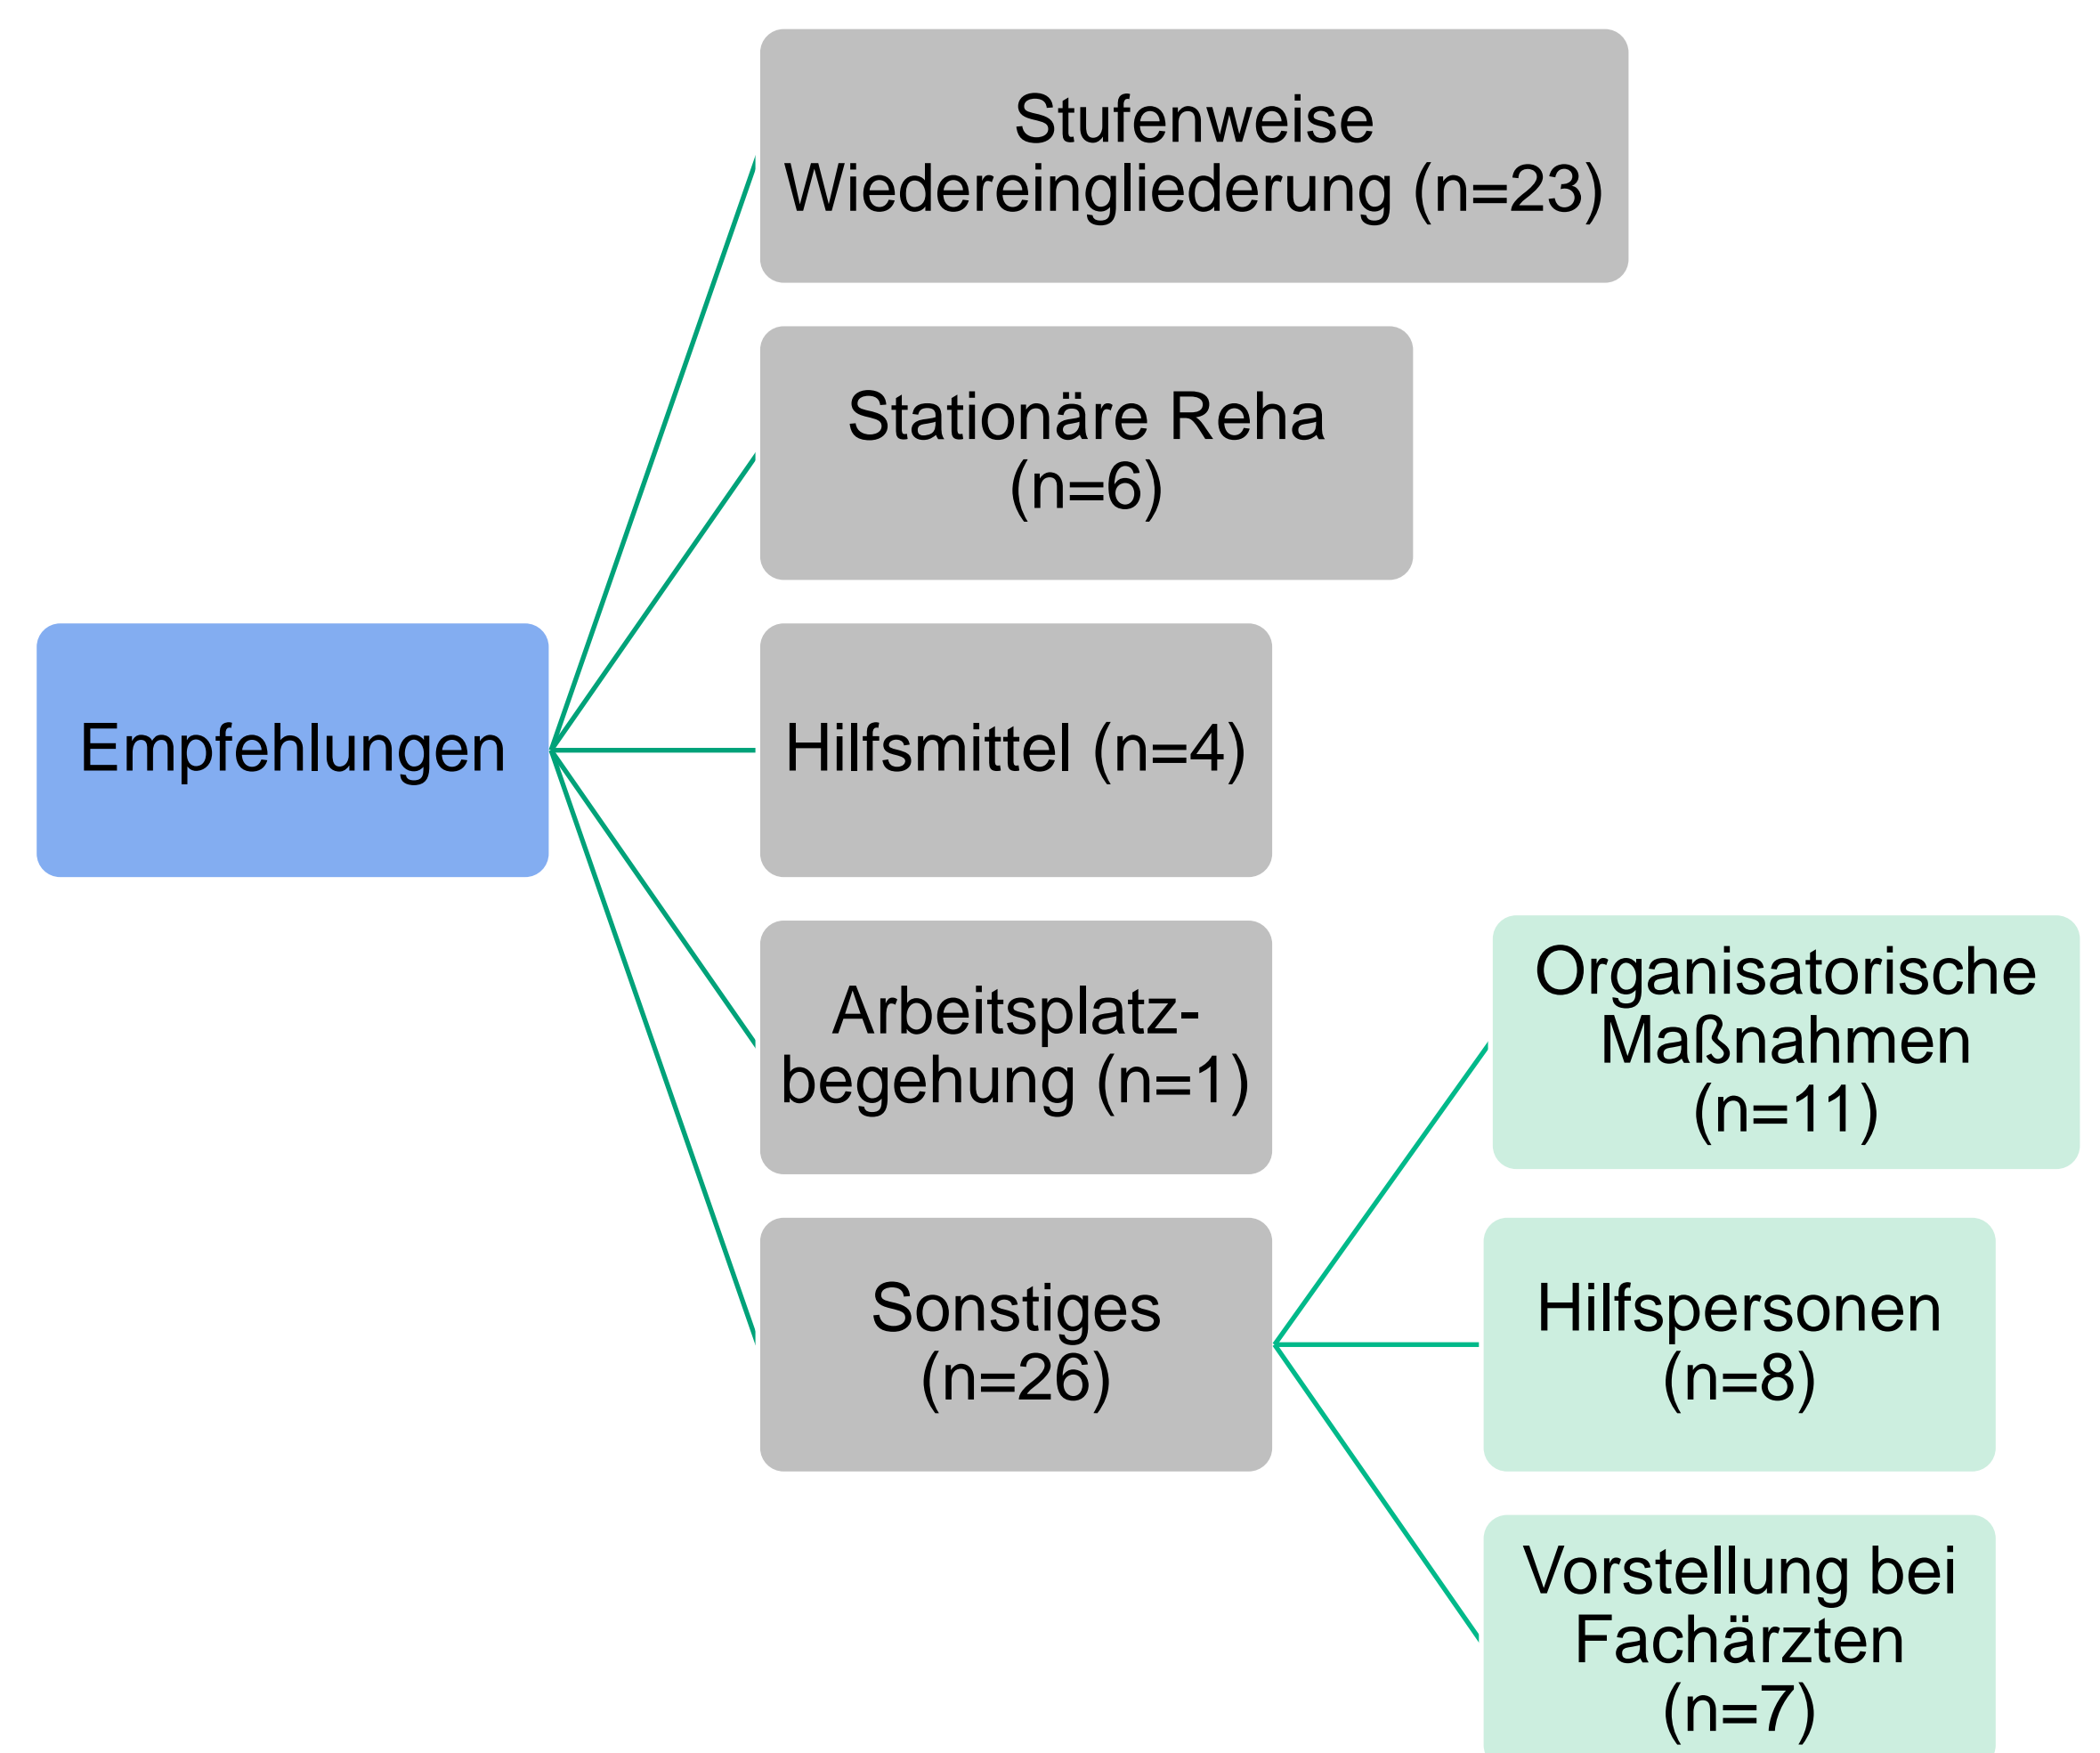 Empfehlungen
Stufenweise
Wiedereingliederung (n=23)
Stationäre Reha
(n=6)
Hilfsmittel (n=4)
Arbeitsplatz-
begehung (n=1)
Sonstiges
(n=26)
Organisatorische
Maßnahmen
(n=11)
Hilfspersonen
(n=8)
Vorstellung bei
Fachärzten
(n=7)